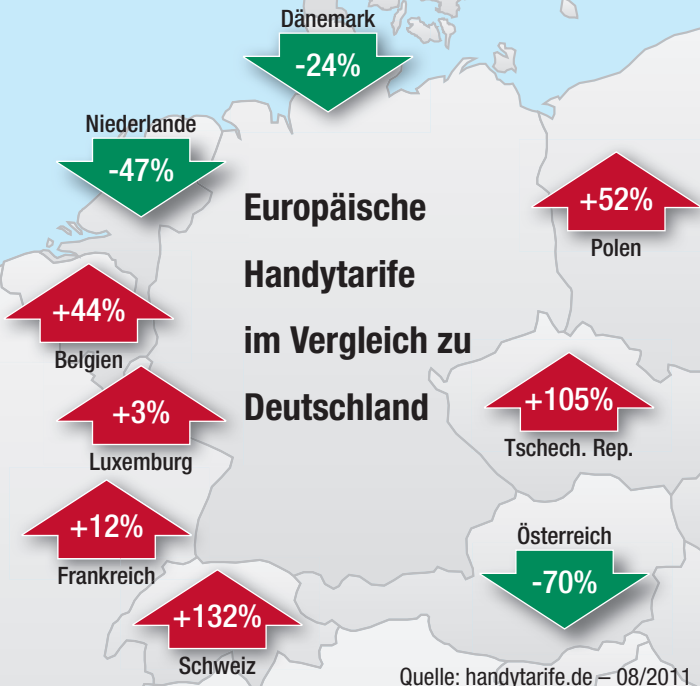 Dänemark
-24%
Niederlande
-47%
Europäische
Handytarife
im Vergleich zu
Deutschland
+52%
Polen
+44%
Belgien
+3%
Luxemburg
+105%
Tschech. Rep.
+12%
Frankreich
Österreich
-70%
+132%
Schweiz
Quelle: handytarife.de – 08/2011